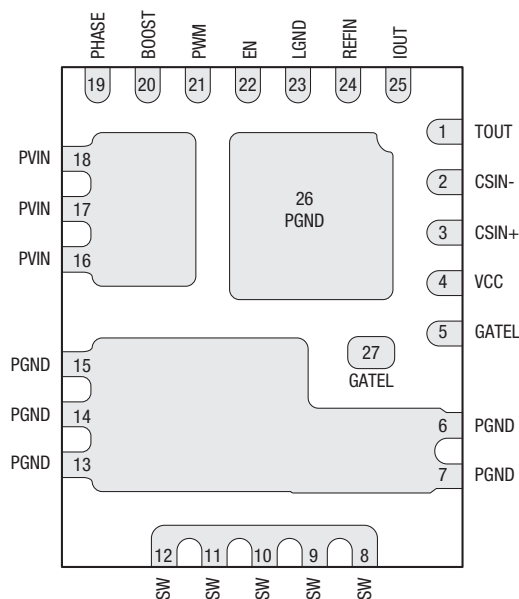 PHASE
BOOST
PWM
EN
LGND
REFIN
IOUT
19
20
21
22
23
24
25
1 TOUT
PVIN 18
2 CSIN-
26
PGND
PVIN 17
3 CSIN+
PVIN 16
4 VCC
5 GATEL
27
GATEL
PGND 15
PGND 14
6 PGND
PGND 13
7 PGND
12
11
10
9
8
SW
SW
SW
SW
SW